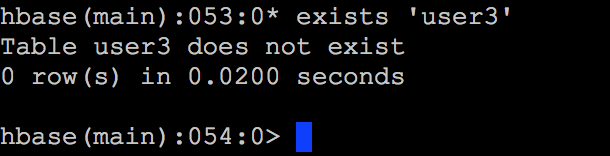 hbase(main):053:0* exists 'user3'
Table user3 does not exist
0 row(s) in 0.0200 seconds
hbase(main):054:0>